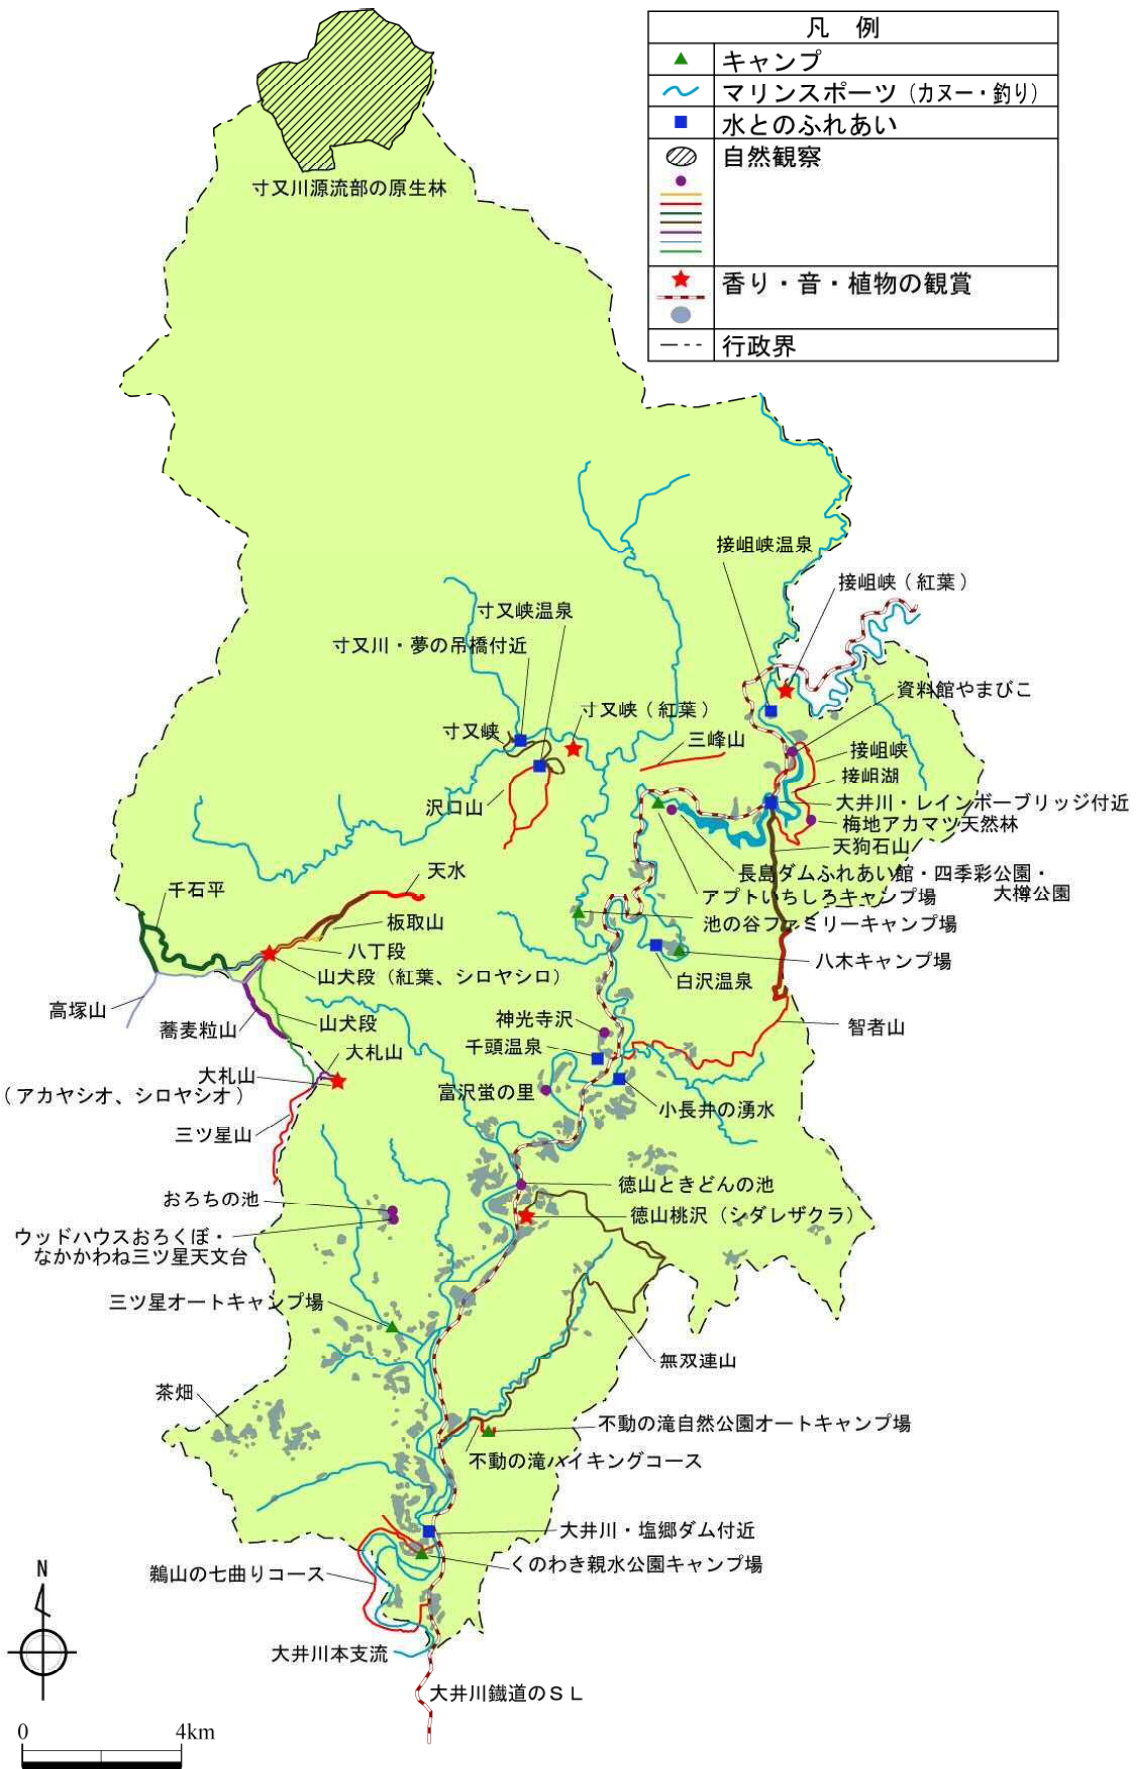 凡　例
キャンプ
マリンスポーツ（カヌー・釣り）
水とのふれあい
自然観察
香り・音・植物の観賞
行政界
寸又川源流部の原生林
接岨峡温泉
接岨峡（紅葉）
寸又峡温泉
寸又川・夢の吊橋付近
資料館やまびこ
寸又峡（紅葉）
寸又峡
三峰山
接岨峡
接岨湖
沢口山
大井川・レインボーブリッジ付近
梅地アカマツ天然林
天狗石山
長島ダムふれあい館・四季彩公園・
大樽公園
アプトいちしろキャンプ場
天水
千石平
板取山
池の谷ファミリーキャンプ場
八丁段
八木キャンプ場
山犬段（紅葉、シロヤシロ）
白沢温泉
高塚山
蕎麦粒山
山犬段
神光寺沢
智者山
千頭温泉
大札山
大札山
（アカヤシオ、シロヤシオ）
富沢蛍の里
小長井の湧水
三ツ星山
徳山ときどんの池
おろちの池
徳山桃沢（シダレザクラ）
ウッドハウスおろくぼ・
なかかわね三ツ星天文台
三ツ星オートキャンプ場
無双連山
茶畑
不動の滝自然公園オートキャンプ場
不動の滝ハイキングコース
大井川・塩郷ダム付近
くのわき親水公園キャンプ場
鵜山の七曲りコース
大井川本支流
大井川鐵道のＳＬ
N
0
4km